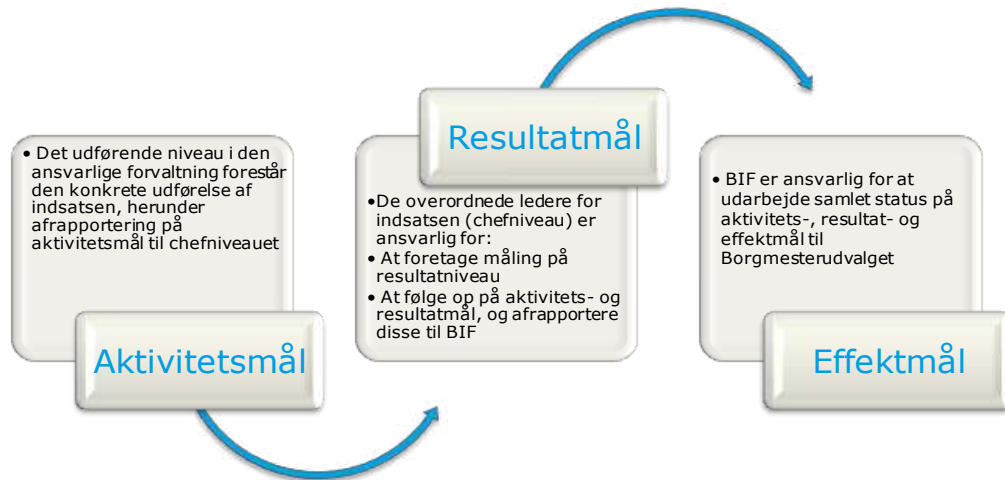 • Det udførende niveau i den
ansvarlige forvaltning forestår
den konkrete udførelse af
indsatsen, herunder
afrapportering på
aktivitetsmål til chefniveauet
Aktivitetsmål
Resultatmål
•De overordnede ledere for
indsatsen (chefniveau) er
ansvarlig for:
• At foretage måling på
resultatniveau
• At følge op på aktivitets- og
resultatmål, og afrapportere
disse til BIF
• BIF er ansvarlig for at
udarbejde samlet status på
aktivitets-, resultat- og
effektmål til
Borgmesterudvalget
Effektmål